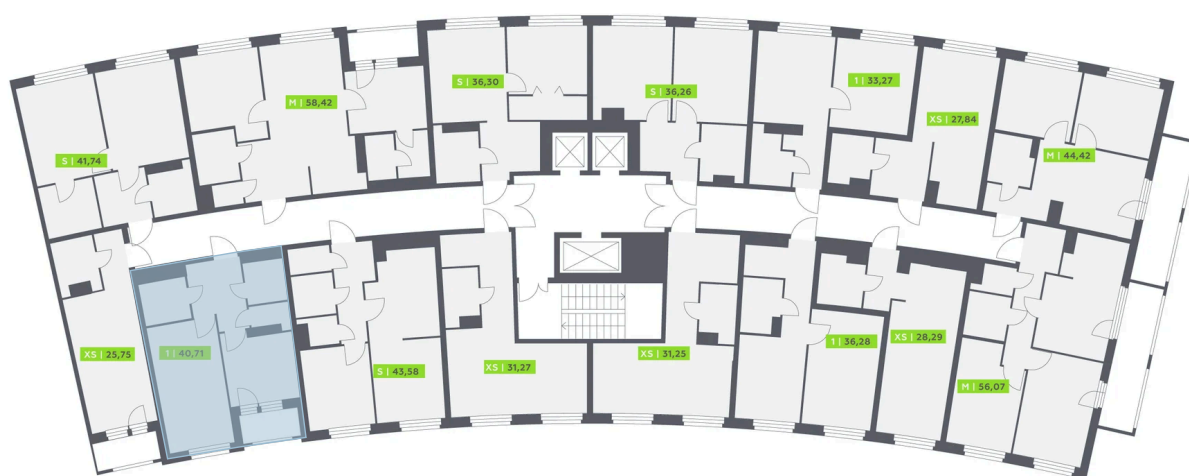 S | 36,30
1 | 33,27
S | 36,26
M | 58,42
XS | 27,84
S | 41,74
M | 44,42
1 | 36,28
XS | 28,29
XS | 25,75
1 | 40,71
XS | 31,25
XS | 31,27
S | 43,58
M | 56,07